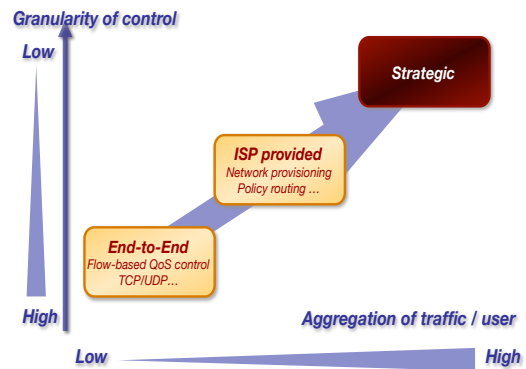 Granularity of control
Low
Strategic
ISP provided
Network provisioning
Policy routing ...
End-to-End
Flow-based QoS control
TCP/UDP...
High
Aggregation of traffic / user
Low
High